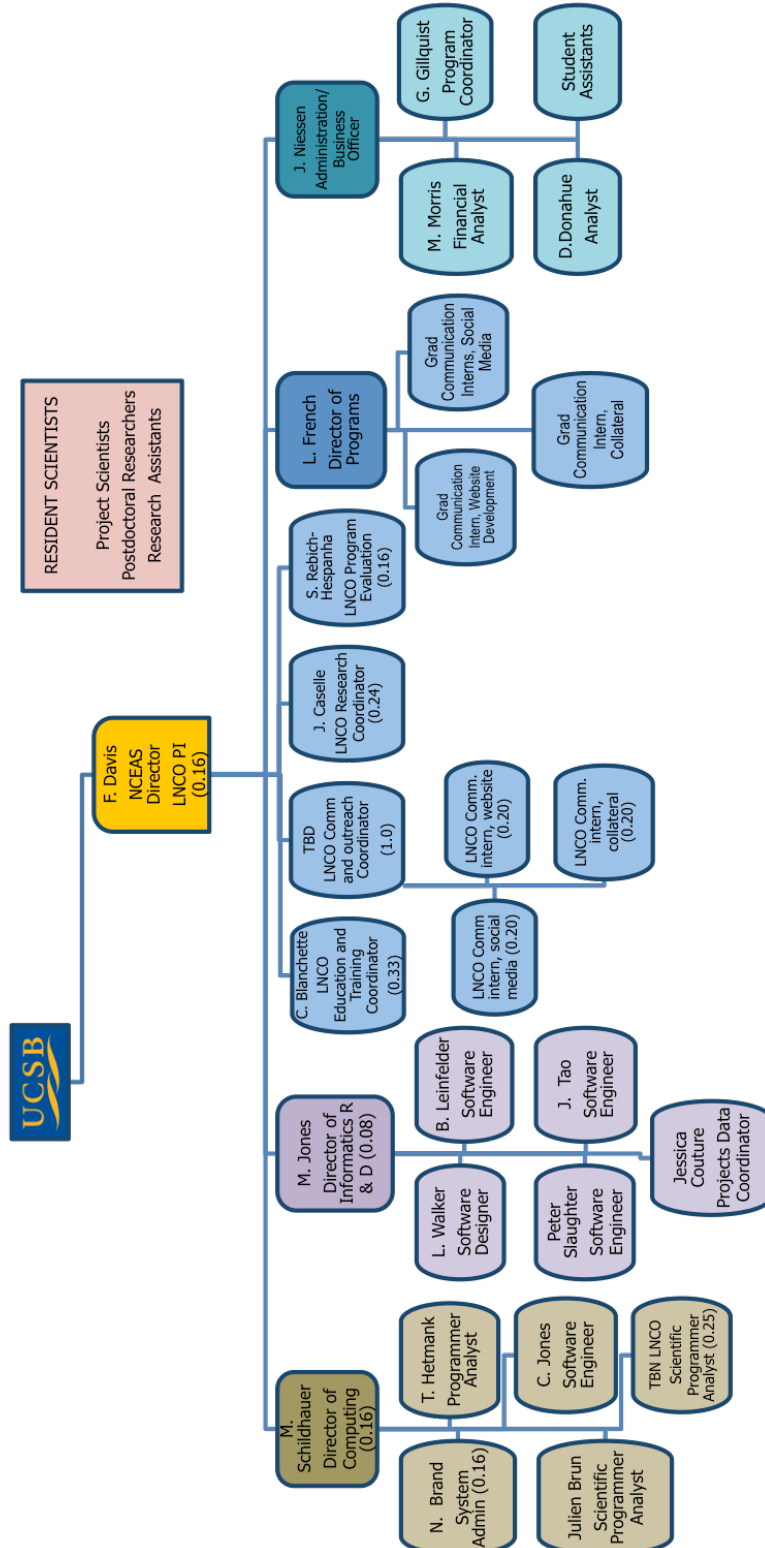 UCSB
F. Davis
NCEAS
Director
LNCO PI
(0.16)
RESIDENT SCIENTISTS
Project Scientists
Postdoctoral Researchers
Research Assistants
M.
Schildhauer
Director of
Computing
(0.16)
N. Brand
System
Admin (0.16)
T. Hetmank
Programmer
Analyst
C. Jones
Software
Engineer
Julien Brun
Scientific
Programmer
Analyst
TBN LNCO
Scientific
Programmer
Analyst (0.25)
M. Jones
Director of
Informatics R
& D (0.08)
L. Walker
Software
Designer
B. Leinfelder
Software
Engineer
Peter
Slaughter
Software
Engineer
J. Tao
Software
Engineer
Jessica
Couture
Projects Data
Coordinator
C. Blanchette
LNCO
Education and
Training
Coordinator
(0.33)
TBD
LNCO Comm
and outreach
Coordinator
(1.0)
LNCO Comm
intern, social
media (0.20)
LNCO Comm.
intern, website
(0.20)
LNCO Comm.
intern,
collateral
(0.20)
J. Caselle
LNCO Research
Coordinator
(0.24)
S. Rebich-
Hespanha
LNCO Program
Evaluation
(0.16)
L. French
Director of
Programs
Grad
Communication
Intern, Website
Development
Grad
Communication
Interns, Social
Media
Grad
Communication
Intern,
Collateral
J. Niessen
Administration/
Business
Officer
M. Morris
Financial
Analyst
G. Gillquist
Program
Coordinator
D.Donahue
Analyst
Student
Assistants